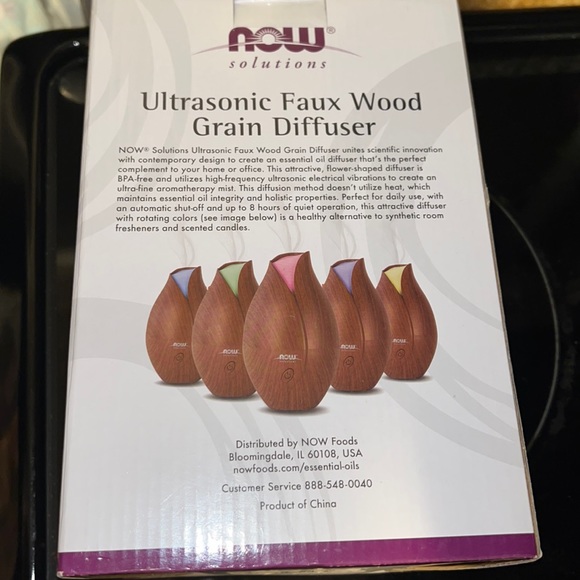 NOW®
solutions
Ultrasonic Faux Wood
Grain Diffuser
NOW® Solutions Ultrasonic Faux Wood Grain Diffuser unites scientific innovation
with contemporary design to create an essential oil diffuser that's the perfect
complement to your home or office. This attractive, flower-shaped diffuser is
BPA-free and utilizes high-frequency ultrasonic electrical vibrations to create an
ultra-fine aromatherapy mist. This diffusion method doesn't utilize heat, which
maintains essential oil integrity and holistic properties. Perfect for daily use, with
an automatic shut-off and up to 8 hours of quiet operation, this attractive diffuser
with rotating colors (see image below) is a healthy alternative to synthetic room
fresheners and scented candles.
NOW NOW NOW NOW NOW
Distributed by NOW Foods
Bloomingdale, IL 60108, USA
nowfoods.com/essential-oils
Customer Service 888-548-0040
Product of China